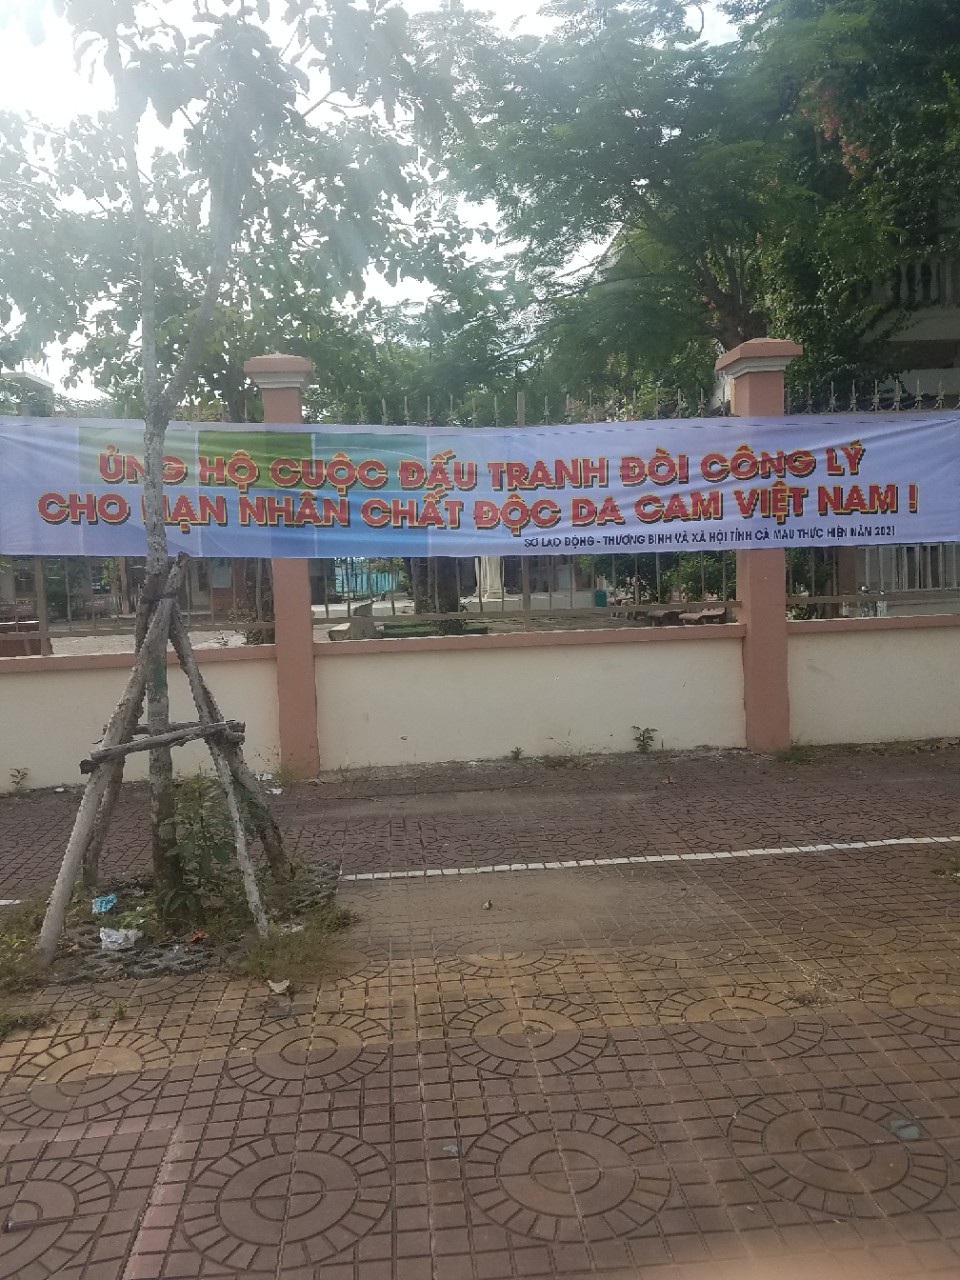 ỦNG HỘ CUỘC ĐẤU TRANH ĐÒI CÔNG LÝ
CHO NẠN NHÂN CHẤT ĐỘC DA CAM VIỆT NAM !
SỞ LAO ĐỘNG - THƯƠNG BINH VÀ XÃ HỘI TỈNH CÀ MAU THỰC HIỆN NĂM 2021